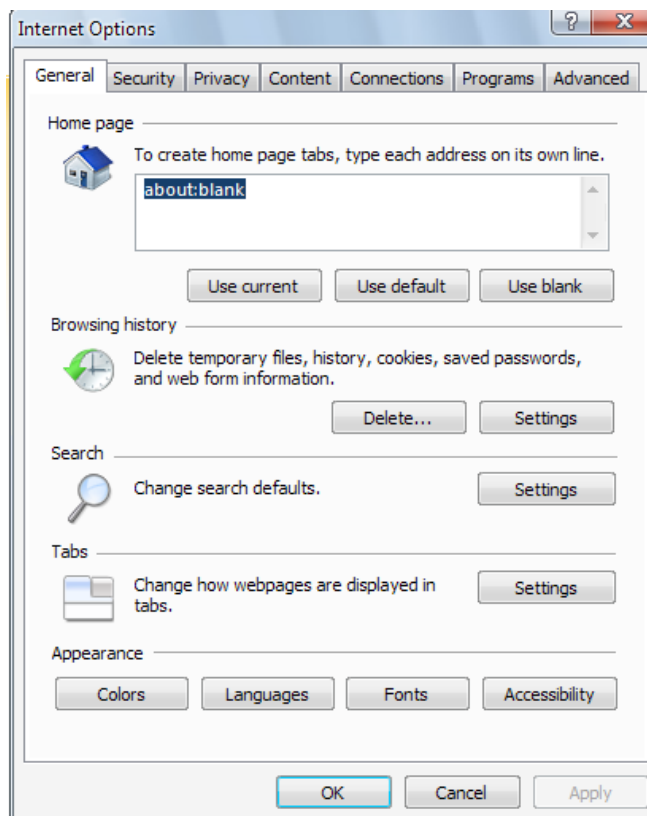 Internet Options
General Security Privacy Content Connections Programs Advanced
Home page
To create home page tabs, type each address on its own line.
about:blank
Use current Use default Use blank
Browsing history
Delete temporary files, history, cookies, saved passwords,
and web form information.
Delete... Settings
Search
Change search defaults.
Settings
Tabs
Change how webpages are displayed in
tabs.
Settings
Appearance
Colors Languages Fonts Accessibility
OK Cancel Apply